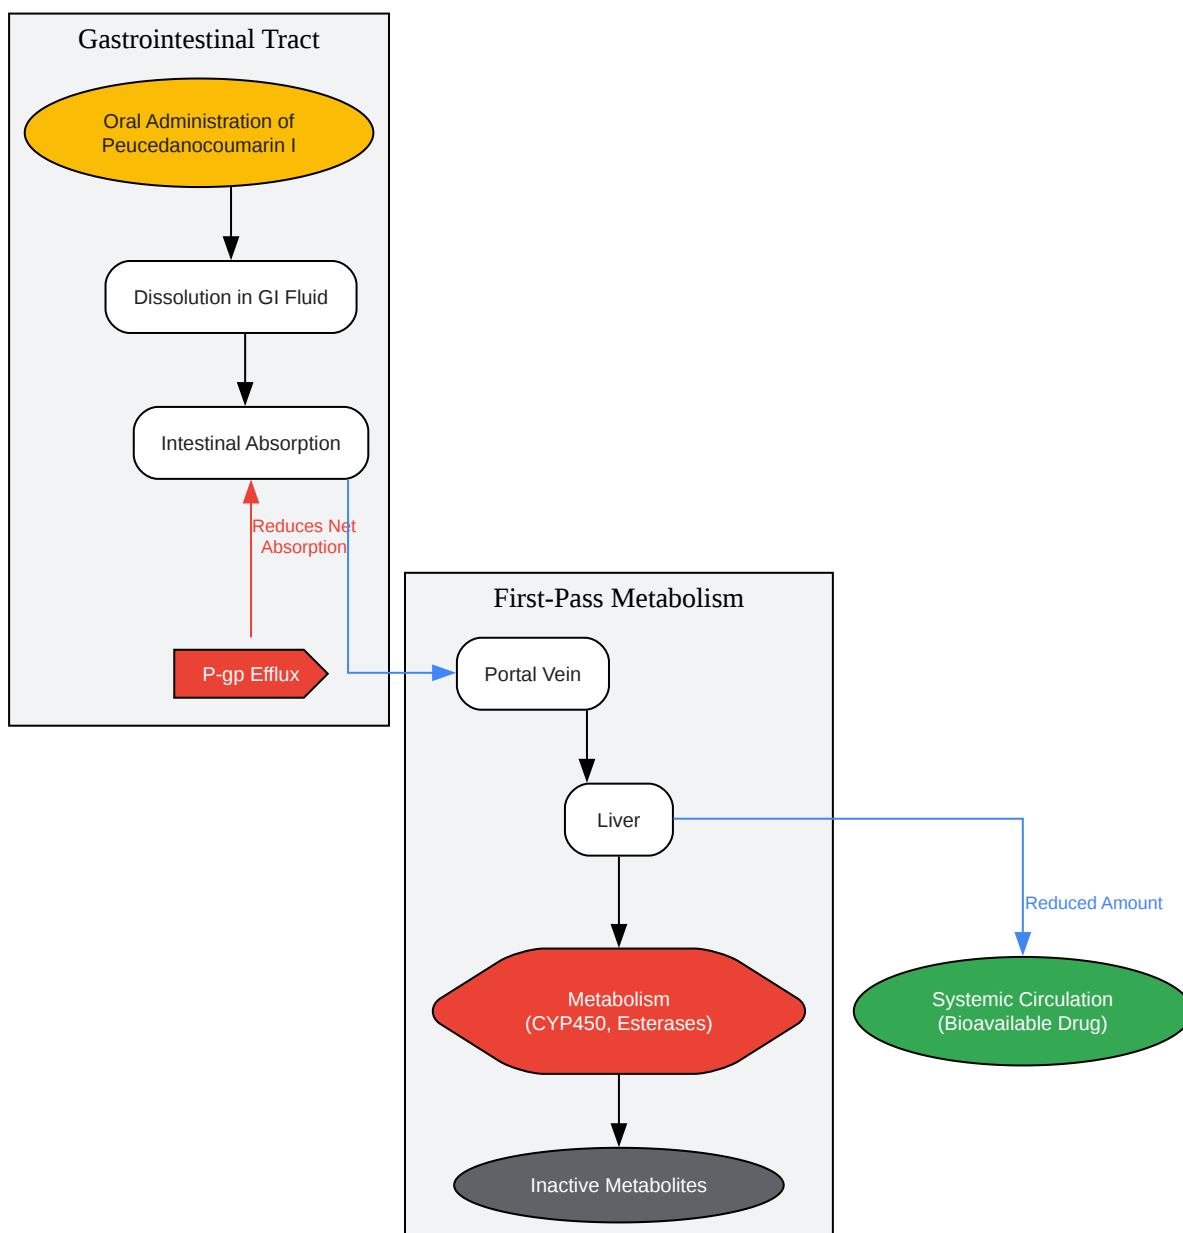 Gastrointestinal Tract
Oral Administration of
Peucedanocoumarin I
Dissolution in GI Fluid
Intestinal Absorption
Reduces Net
Absorption
P-gp Efflux
First-Pass Metabolism
Portal Vein
Liver
Reduced Amount
Metabolism
(CYP450, Esterases)
Systemic Circulation
(Bioavailable Drug)
Inactive Metabolites